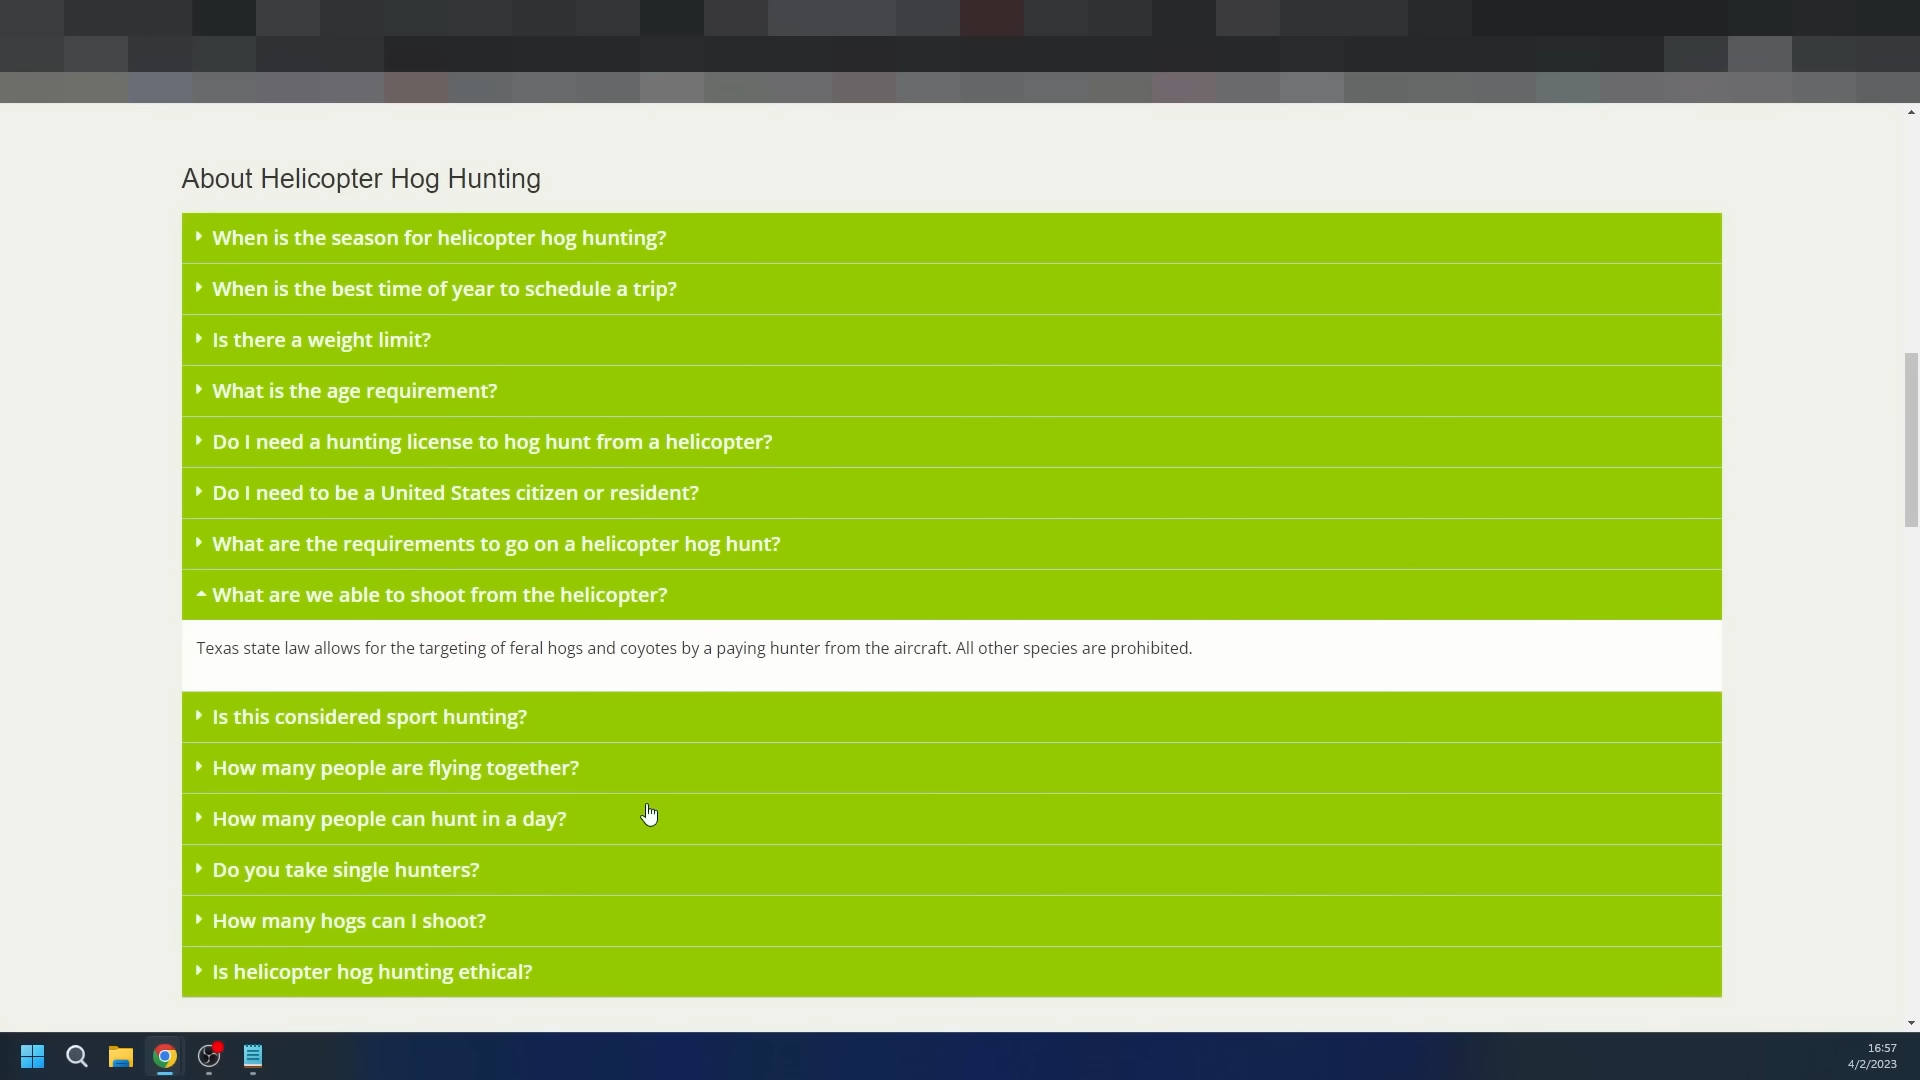 About Helicopter Hog Hunting
When is the season for helicopter hog hunting?
When is the best time of year to schedule a trip?
Is there a weight limit?
What is the age requirement?
Do I need a hunting license to hog hunt from a helicopter?
Do I need to be a United States citizen or resident?
What are the requirements to go on a helicopter hog hunt?
What are we able to shoot from the helicopter?
Texas state law allows for the targeting of feral hogs and coyotes by a paying hunter from the aircraft. All other species are prohibited.
Is this considered sport hunting?
How many people are flying together?
How many people can hunt in a day?
Do you take single hunters?
How many hogs can I shoot?
Is helicopter hog hunting ethical?
16:57
4/2/2023